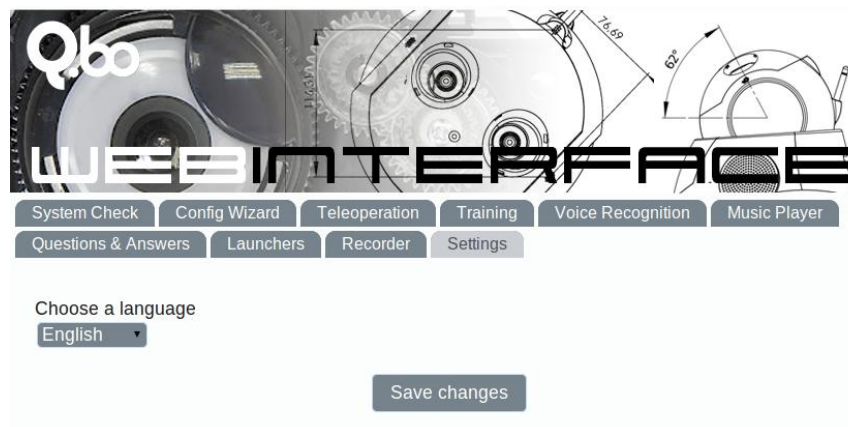 Qbo
76.69
62°
WEBINTERFACE
System Check Config Wizard Teleoperation Training Voice Recognition Music Player
Questions & Answers Launchers Recorder Settings
Choose a language
English
Save changes